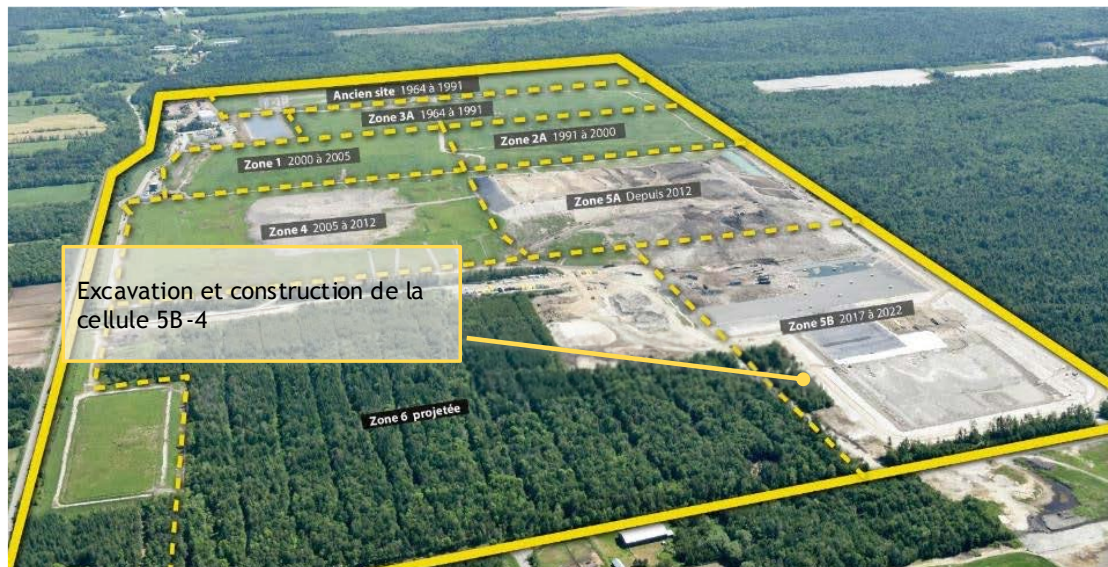 Ancien site 1964 à 1991
Zone 3A 1964 à 1991
Zone 2A 1991 à 2000
Zone 1 2000 à 2005
Zone 5A Depuis 2012
Zone 4 2005 à 2012
Excavation et construction de la
cellule 5B-4
Zone 5B 2017 à 2022
Zone 6 projetée